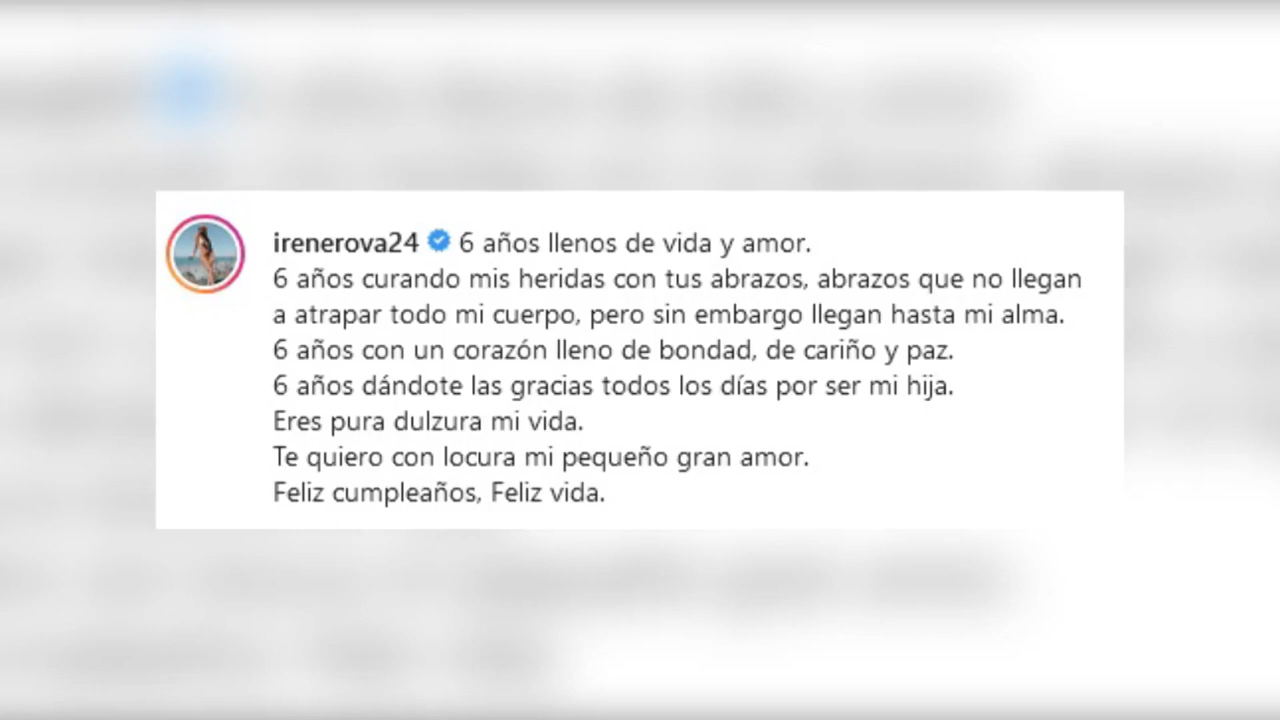 irenerova24 6 años llenos de vida y amor.
6 años curando mis heridas con tus abrazos, abrazos que no llegan
a atrapar todo mi cuerpo, pero sin embargo llegan hasta mi alma.
6 años con un corazón lleno de bondad, de cariño y paz.
6 años dándote las gracias todos los días por ser mi hija.
Eres pura dulzura mi vida.
Te quiero con locura mi pequeño gran amor.
Feliz cumpleaños, Feliz vida.